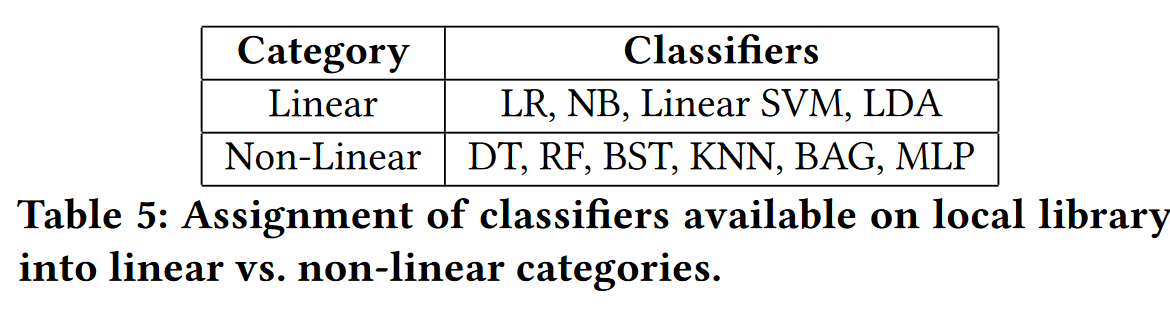 Category Classifiers
Linear LR, NB, Linear SVM, LDA
Non-Linear DT, RF, BST, KNN, BAG, MLP
Table 5: Assignment of classifiers available on local library
into linear vs. non-linear categories.